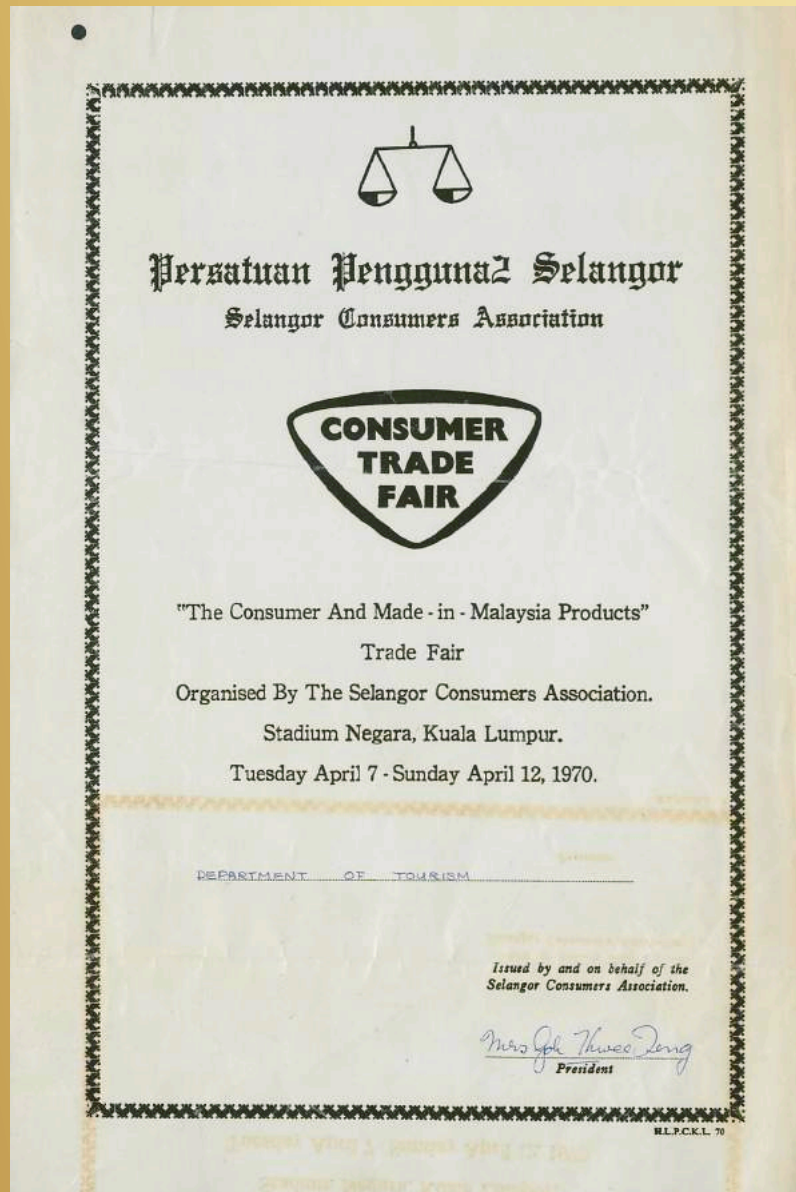 Persatuan Pengguna2 Selangor
Selangor Consumers Association
CONSUMER
TRADE
FAIR
"The Consumer And Made - in - Malaysia Products"
Trade Fair
Organised By The Selangor Consumers Association.
Stadium Negara, Kuala Lumpur.
Tuesday April 7 - Sunday April 12, 1970.
DEPARTMENT OF TOURISM
Issued by and on behalf of the
Selangor Consumers Association.
Mrs Goh
President
H.L.P.C.K.L. 70